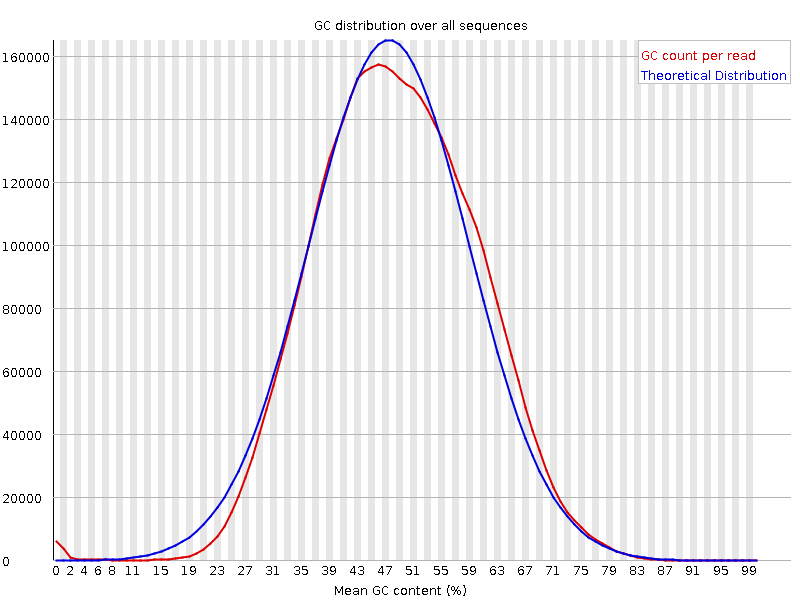 GC distribution over all sequences
GC count per read
Theoretical Distribution
160000
140000
120000
100000
80000
60000
40000
20000
0
0 2 4 6 8 11 15 19 23 27 31 35 39 43 47 51 55 59 63 67 71 75 79 83 87 91 95 99
Mean GC content (%)